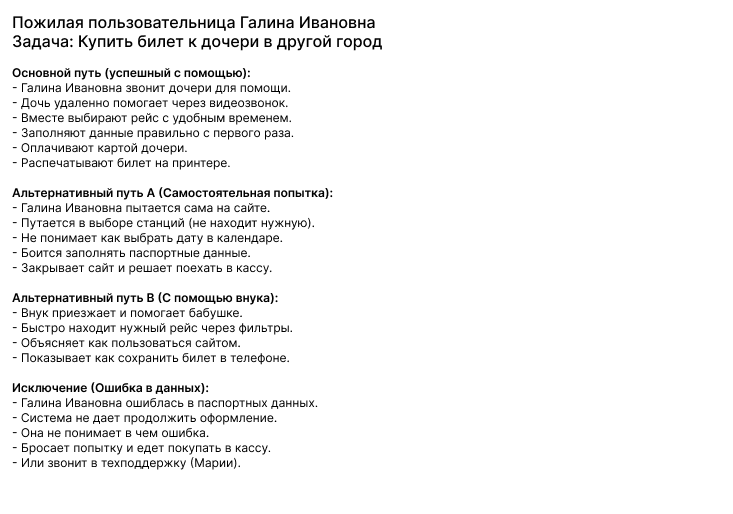 Пожилая пользовательница Галина Ивановна
Задача: Купить билет к дочери в другой город
Основной путь (успешный с помощью):
- Галина Ивановна звонит дочери для помощи.
- Дочь удаленно помогает через видеозвонок.
- Вместе выбирают рейс с удобным временем.
- Заполняют данные правильно с первого раза.
- Оплачивают картой дочери.
- Распечатывают билет на принтере.
Альтернативный путь А (Самостоятельная попытка):
- Галина Ивановна пытается сама на сайте.
- Путается в выборе станций (не находит нужную).
- Не понимает как выбрать дату в календаре.
- Боится заполнять паспортные данные.
- Закрывает сайт и решает поехать в кассу.
Альтернативный путь B (С помощью внука):
- Внук приезжает и помогает бабушке.
- Быстро находит нужный рейс через фильтры.
- Объясняет как пользоваться сайтом.
- Показывает как сохранить билет в телефоне.
Исключение (Ошибка в данных):
- Галина Ивановна ошиблась в паспортных данных.
- Система не дает продолжить оформление.
- Она не понимает в чем ошибка.
- Бросает попытку и едет покупать в кассу.
- Или звонит в техподдержку (Марии).